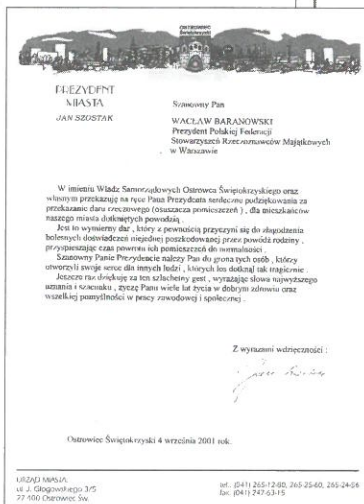 OSTROWIEC
Świętokrzyski
PREZYDENT
MIASTA
JAN SZOSTAK
Szanowny Pan
WACŁAW BARANOWSKI
Prezydent Polskiej Federacji
Stowarzyszeń Rzeczoznawców Majątkowych
w Warszawie
W imieniu Władz Samorządowych Ostrowca Świętokrzyskiego oraz
własnym przekazuję na ręce Pana Prezydenta serdeczne podziękowania za
przekazanie daru rzeczowego (osuszacza pomieszczeń) , dla mieszkańców
naszego miasta dotkniętych powodzią .
Jest to wymierny dar , który z pewnością przyczyni się do złagodzenia
bolesnych doświadczeń niejednej poszkodowanej przez powódź rodziny ,
przyspieszając czas powrotu ich pomieszczeń do normalności .
Szanowny Panie Prezydencie należy Pan do grona tych osób , którzy
otworzyli swoje serce dla innych ludzi , których los dotknął tak tragicznie .
Jeszcze raz dziękuję za ten szlachetny gest , wyrażając słowa najwyższego
uznania i szacunku , życzę Panu wiele lat życia w dobrym zdrowiu oraz
wszelkiej pomyślności w pracy zawodowej i społecznej .
Z wyrazami wdzięczności :
Ostrowiec Świętokrzyski 4 września 2001 rok.
URZĄD MIASTA
ul. J. Głogowskiego 3/5
27-400 Ostrowiec Św.
tel.. (041) 265-12-80, 265-25-60, 265-24-56
fax. (041) 247-63-15